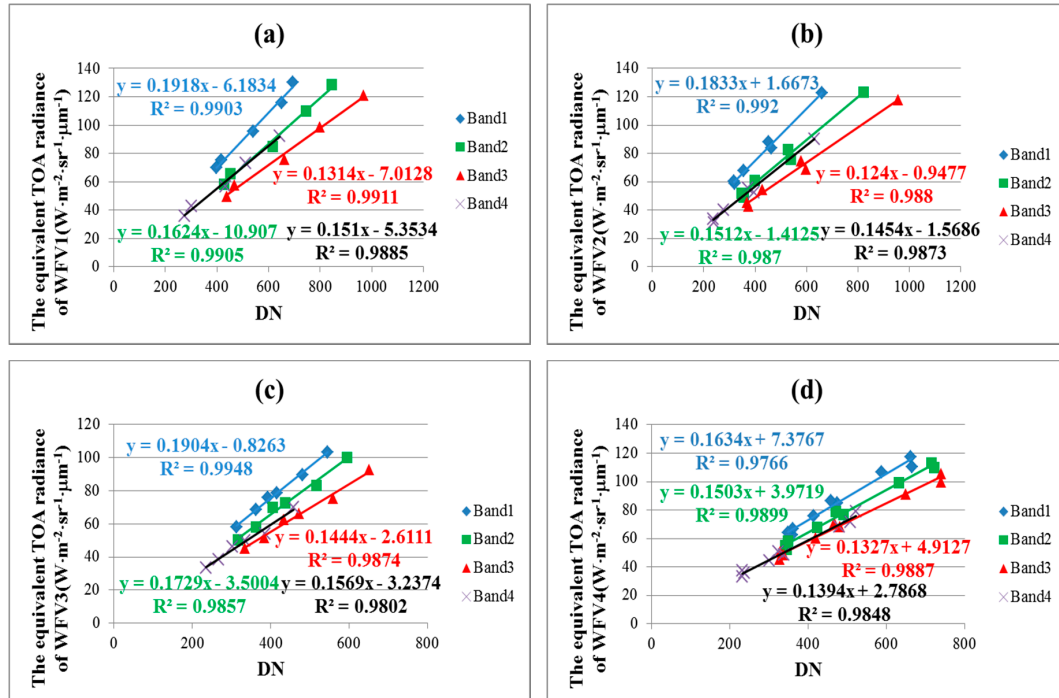 (a)
The equivalent TOA radiance
of WFV1(W·m⁻²·sr⁻¹·μm⁻¹)
140
120
100
80
60
40
20
0
y = 0.1918x - 6.1834
R² = 0.9903
y = 0.1314x - 7.0128
R² = 0.9911
y = 0.1624x - 10.907
R² = 0.9905
y = 0.151x - 5.3534
R² = 0.9885
0 200 400 600 800 1000 1200
DN
Band1
Band2
Band3
Band4
(b)
The equivalent TOA radiance
of WFV2(W·m⁻²·sr⁻¹·μm⁻¹)
140
120
100
80
60
40
20
0
y = 0.1833x + 1.6673
R² = 0.992
y = 0.124x - 0.9477
R² = 0.988
y = 0.1512x - 1.4125
R² = 0.987
y = 0.1454x - 1.5686
R² = 0.9873
0 200 400 600 800 1000 1200
DN
Band1
Band2
Band3
Band4
(c)
The equivalent TOA radiance
of WFV3(W·m⁻²·sr⁻¹·μm⁻¹)
120
100
80
60
40
20
0
y = 0.1904x - 0.8263
R² = 0.9948
y = 0.1444x - 2.6111
R² = 0.9874
y = 0.1729x - 3.5004
R² = 0.9857
y = 0.1569x - 3.2374
R² = 0.9802
0 200 400 600 800
DN
Band1
Band2
Band3
Band4
(d)
The equivalent TOA radiance
of WFV4(W·m⁻²·sr⁻¹·μm⁻¹)
140
120
100
80
60
40
20
0
y = 0.1634x + 7.3767
R² = 0.9766
y = 0.1503x + 3.9719
R² = 0.9899
y = 0.1327x + 4.9127
R² = 0.9887
y = 0.1394x + 2.7868
R² = 0.9848
0 200 400 600 800
DN
Band1
Band2
Band3
Band4